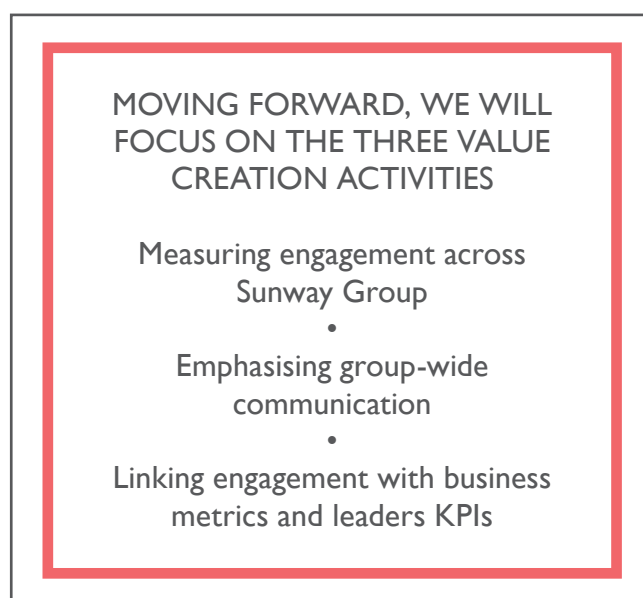 MOVING FORWARD, WE WILL
FOCUS ON THE THREE VALUE
CREATION ACTIVITIES
Measuring engagement across
Sunway Group
•
Emphasising group-wide
communication
•
Linking engagement with business
metrics and leaders KPIs